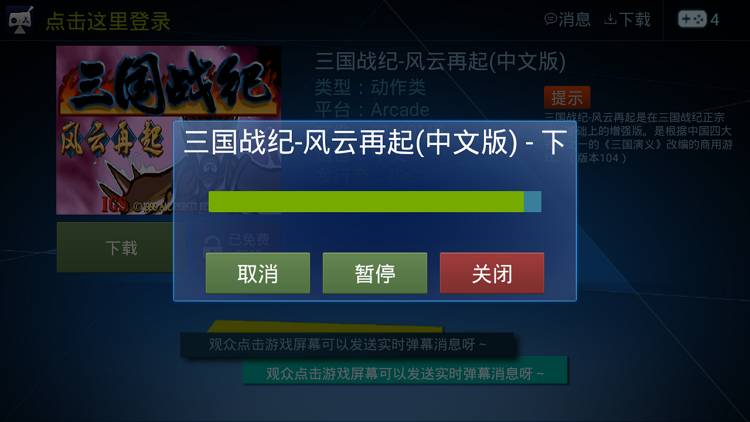 点击这里登录
消息
下载
4
三国战纪
风云再起
三国战纪-风云再起(中文版)
类型：动作类
平台：Arcade
提示
三国战纪-风云再起是在三国战纪正宗
础上的增强版。是根据中国四大
一的《三国演义》改编的商用游
版本104）
三国战纪-风云再起(中文版) - 下
下载
已免费
取消
暂停
关闭
观众点击游戏屏幕可以发送实时弹幕消息呀~
观众点击游戏屏幕可以发送实时弹幕消息呀~